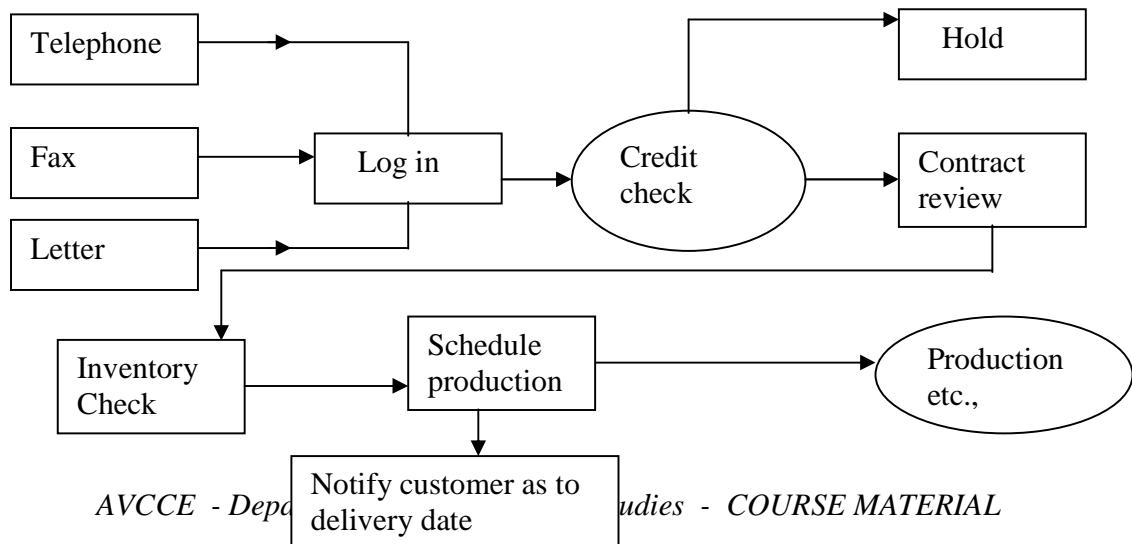 Telephone
Hold
Fax
Log in
Credit
check
Contract
review
Letter
Inventory
Check
Schedule
production
Production
etc.,
Notify customer as to
delivery date
AVCCE - Depa
udies - COURSE MATERIAL